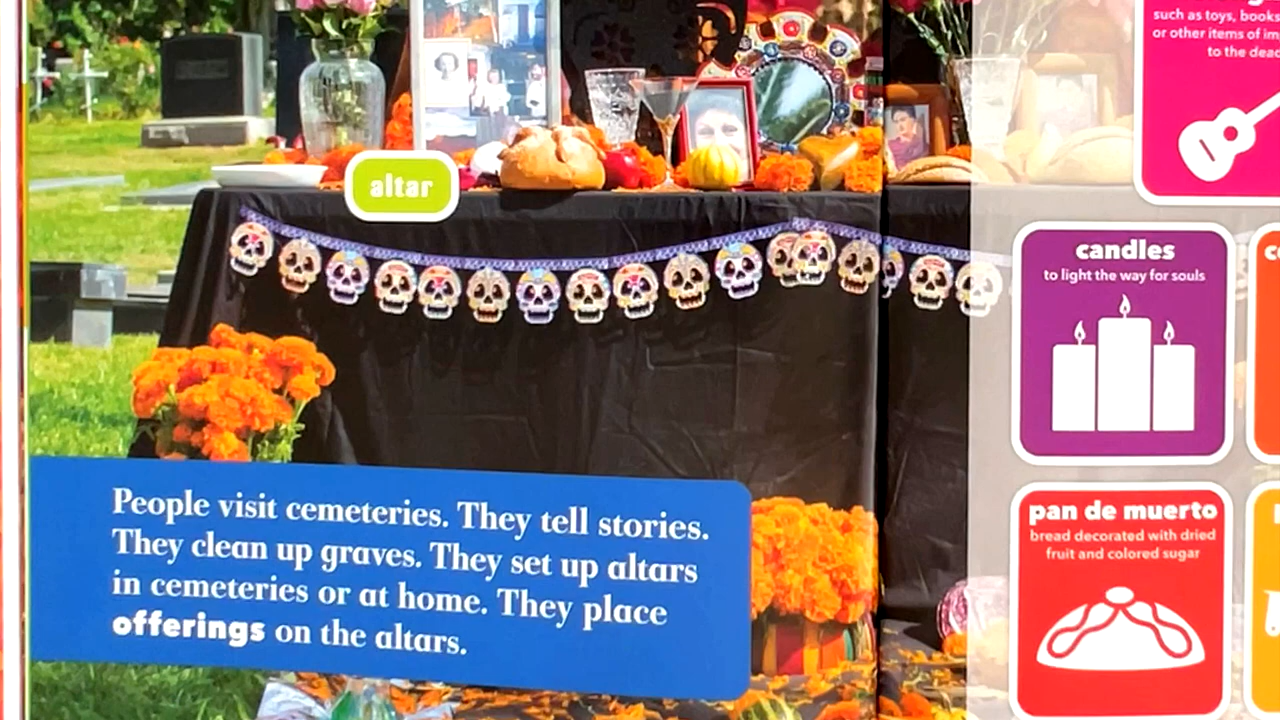 altar
People visit cemeteries. They tell stories.
They clean up graves. They set up altars
in cemeteries or at home. They place
offerings on the altars.
such as toys, books
or other items of im
to the dead
candles
to light the way for souls
pan de muerto
bread decorated with dried
fruit and colored sugar